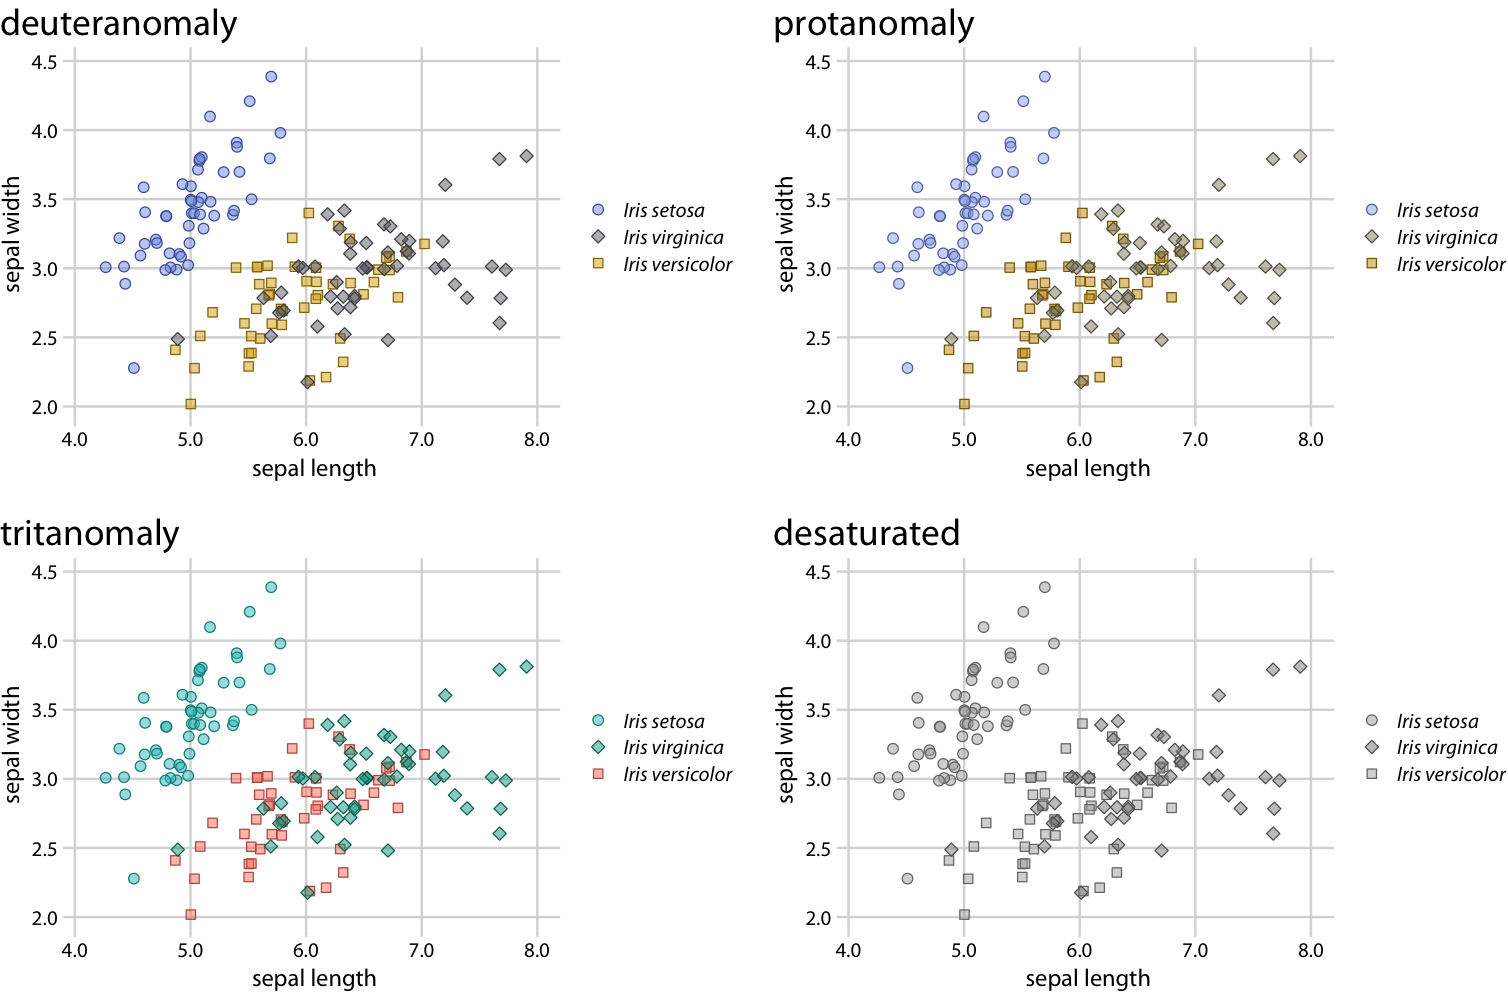 deuteranomaly
4.5
4.0
3.5
3.0
2.5
2.0
sepal width
4.0 5.0 6.0 7.0 8.0
sepal length
Iris setosa
Iris virginica
Iris versicolor
protanomaly
4.5
4.0
3.5
3.0
2.5
2.0
sepal width
4.0 5.0 6.0 7.0 8.0
sepal length
Iris setosa
Iris virginica
Iris versicolor
tritanomaly
4.5
4.0
3.5
3.0
2.5
2.0
sepal width
4.0 5.0 6.0 7.0 8.0
sepal length
Iris setosa
Iris virginica
Iris versicolor
desaturated
4.5
4.0
3.5
3.0
2.5
2.0
sepal width
4.0 5.0 6.0 7.0 8.0
sepal length
Iris setosa
Iris virginica
Iris versicolor